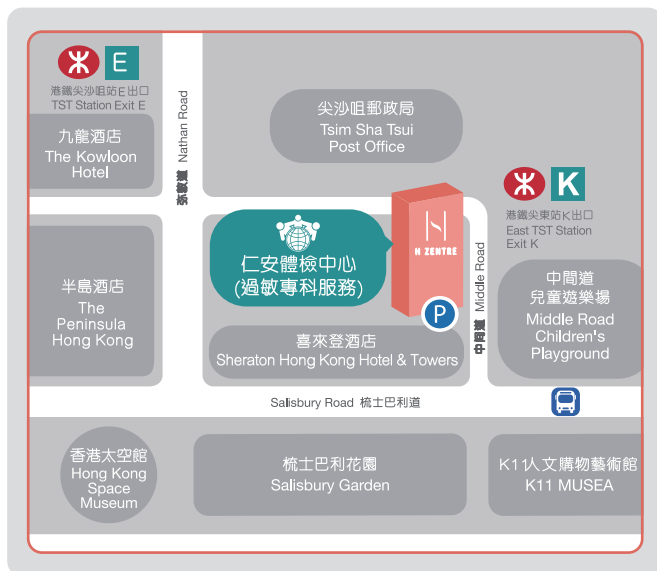 E
港鐵尖沙咀站E出口
TST Station Exit E
九龍酒店
The Kowloon
Hotel
彌敦道 Nathan Road
尖沙咀郵政局
Tsim Sha Tsui
Post Office
K
港鐵尖東站K出口
East TST Station
Exit K
半島酒店
The
Peninsula
Hong Kong
仁安體檢中心
(過敏專科服務)
H
H ZENTRE
P
中間道 Middle Road
中間道
兒童遊樂場
Middle Road
Children's
Playground
喜來登酒店
Sheraton Hong Kong Hotel & Towers
Salisbury Road 梳士巴利道
香港太空館
Hong Kong
Space
Museum
梳士巴利花園
Salisbury Garden
K11人文購物藝術館
K11 MUSEA